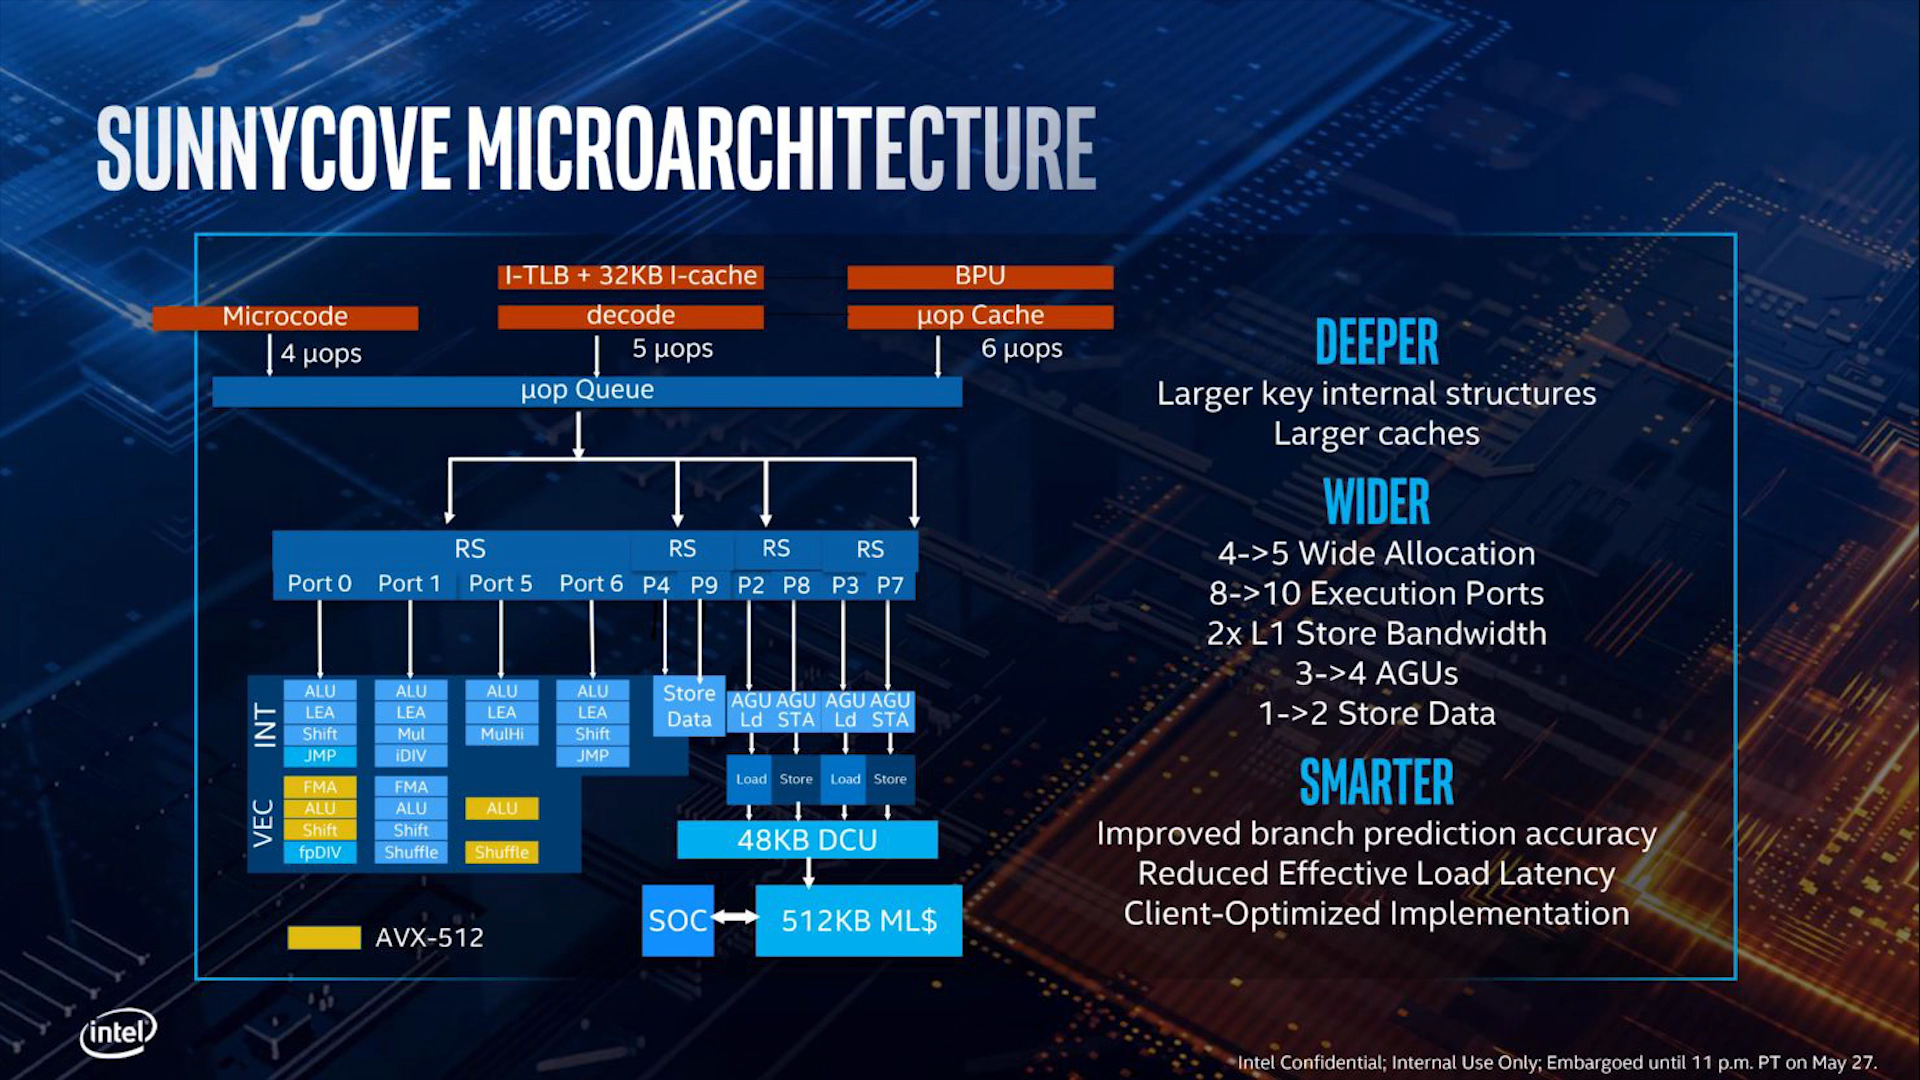 SUNNYCOVE MICROARCHITECTURE
I-TLB + 32KB I-cache
BPU
Microcode
decode
µop Cache
4 µops
5 µops
6 µops
µop Queue
RS
RS
RS
RS
Port 0
Port 1
Port 5
Port 6
P4
P9
P2
P8
P3
P7
INT
ALU
LEA
Shift
JMP
ALU
LEA
Mul
iDIV
ALU
LEA
MulHi
ALU
LEA
Shift
JMP
Store
Data
AGU
Ld
AGU
STA
AGU
Ld
AGU
STA
Load
Store
Load
Store
VEC
FMA
ALU
Shift
fpDIV
FMA
ALU
Shift
Shuffle
ALU
Shuffle
48KB DCU
SOC
512KB ML$
AVX-512
DEEPER
Larger key internal structures
Larger caches
WIDER
4->5 Wide Allocation
8->10 Execution Ports
2x L1 Store Bandwidth
3->4 AGUs
1->2 Store Data
SMARTER
Improved branch prediction accuracy
Reduced Effective Load Latency
Client-Optimized Implementation
intel
Intel Confidential; Internal Use Only; Embargoed until 11 p.m. PT on May 27.